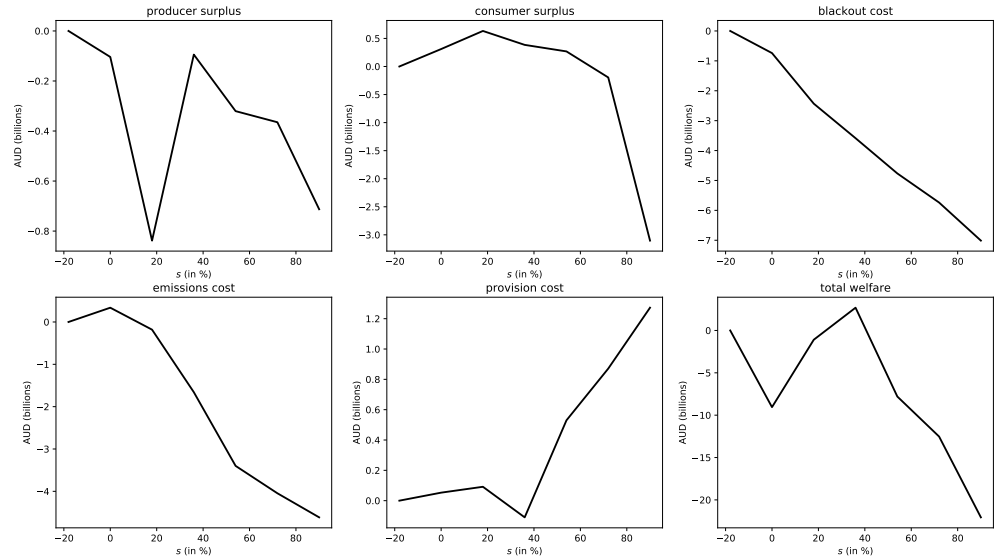 producer surplus
0.0
−0.2
−0.4
−0.6
−0.8
AUD (billions)
−20 0 20 40 60 80
s (in %)
consumer surplus
0.5
0.0
−0.5
−1.0
−1.5
−2.0
−2.5
−3.0
AUD (billions)
−20 0 20 40 60 80
s (in %)
blackout cost
0
−1
−2
−3
−4
−5
−6
−7
AUD (billions)
−20 0 20 40 60 80
s (in %)
emissions cost
0
−1
−2
−3
−4
AUD (billions)
−20 0 20 40 60 80
s (in %)
provision cost
1.2
1.0
0.8
0.6
0.4
0.2
0.0
AUD (billions)
−20 0 20 40 60 80
s (in %)
total welfare
0
−5
−10
−15
−20
AUD (billions)
−20 0 20 40 60 80
s (in %)